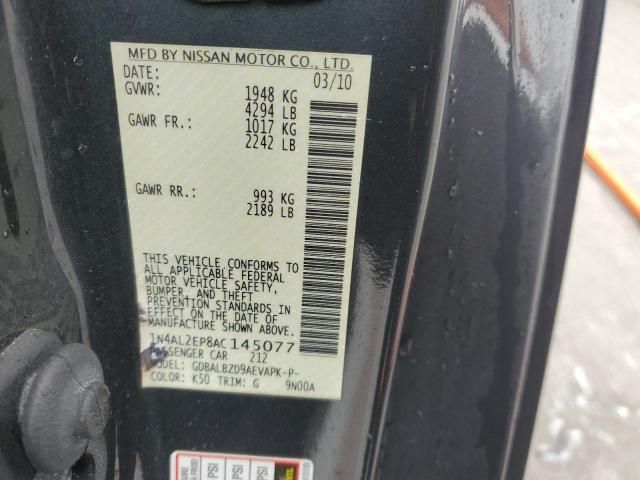 MFD BY NISSAN MOTOR CO., LTD.
DATE: 03/10
GVWR: 1948 KG
4294 LB
GAWR FR.: 1017 KG
2242 LB
GAWR RR.: 993 KG
2189 LB
THIS VEHICLE CONFORMS TO
ALL APPLICABLE FEDERAL
MOTOR VEHICLE SAFETY,
BUMPER, AND THEFT
PREVENTION STANDARDS IN
EFFECT ON THE DATE OF
MANUFACTURE SHOWN ABOVE.
1N4AL2EP8AC145077
CAR 212
MODEL: GDBALBZD9AEVAPK-P-
COLOR: K50 TRIM: G 9N00A
PSI
PSI
PSI